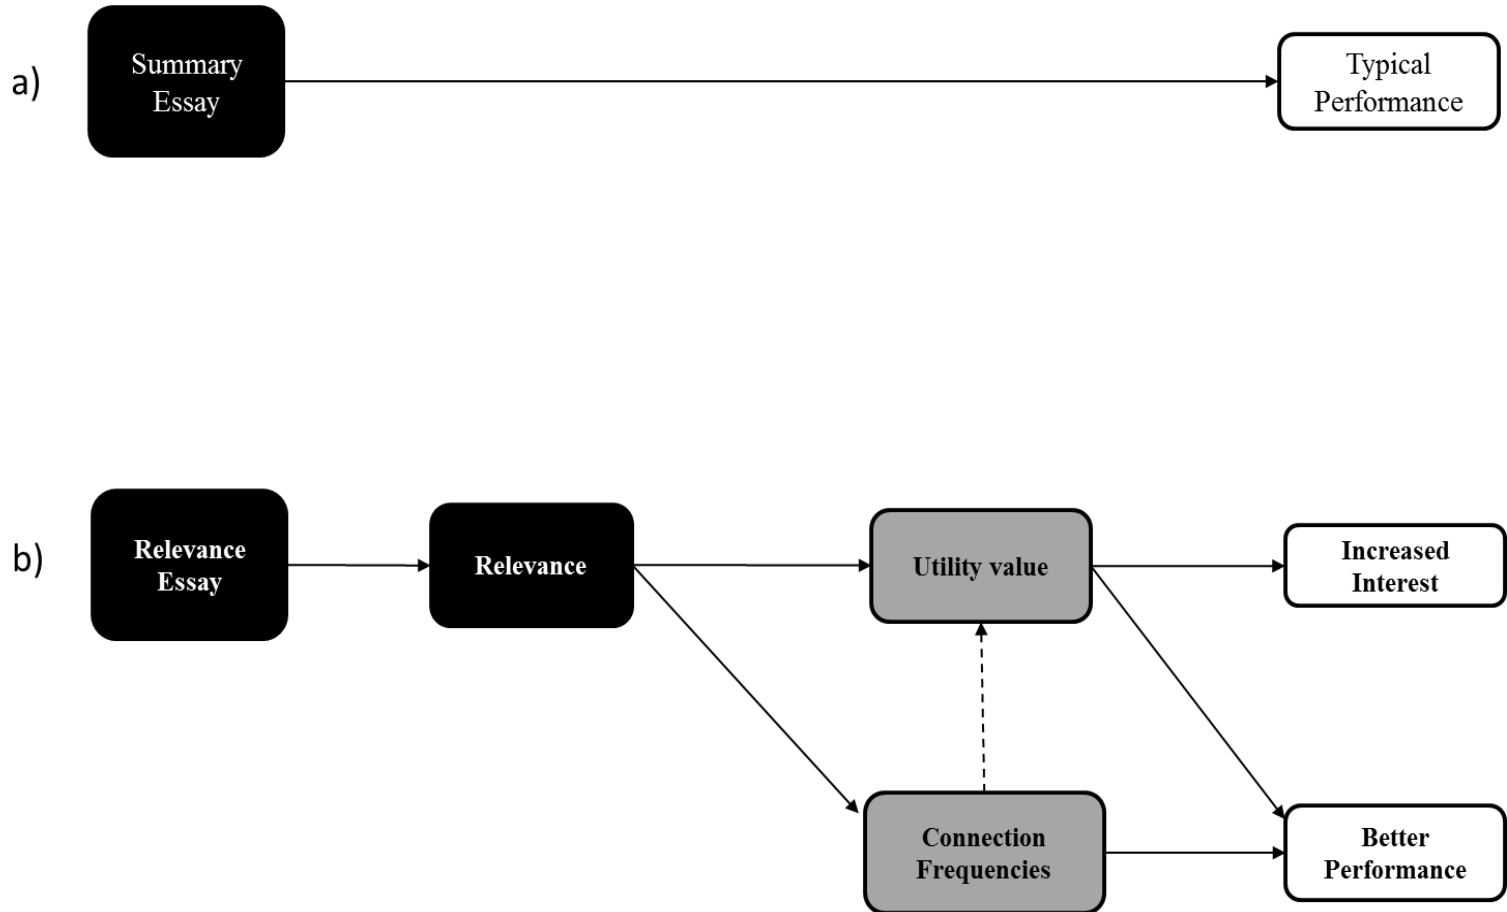 a)
Summary
Essay
Typical
Performance
b)
Relevance
Essay
Relevance
Utility value
Increased
Interest
Connection
Frequencies
Better
Performance